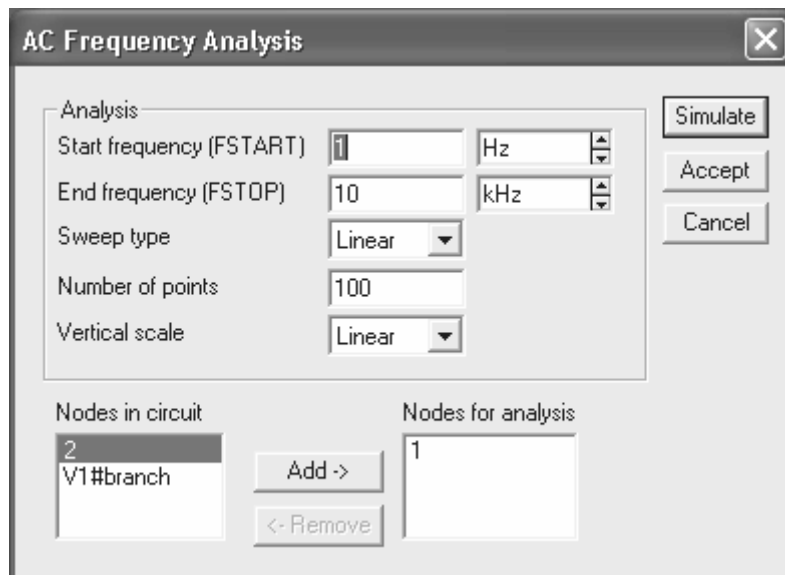 AC Frequency Analysis
Analysis
Start frequency (FSTART) 1 Hz
End frequency (FSTOP) 10 kHz
Sweep type Linear
Number of points 100
Vertical scale Linear
Simulate
Accept
Cancel
Nodes in circuit
2
V1#branch
Add ->
<- Remove
Nodes for analysis
1